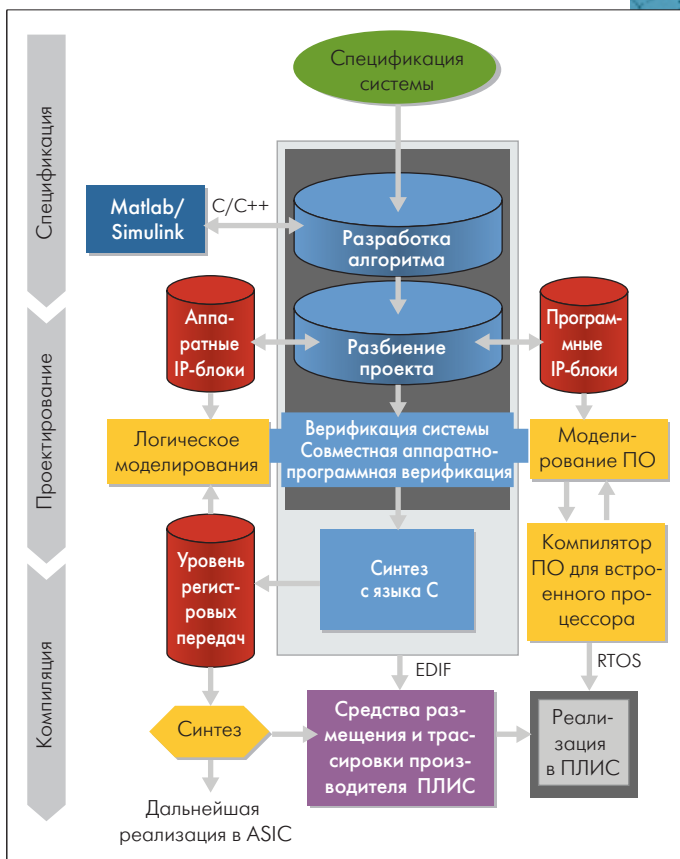 Спецификация
системы
Спецификация
Matlab/
Simulink
C/C++
Разработка
алгоритма
Проектирование
Аппа-
ратные
IP-блоки
Разбиение
проекта
Програм-
мные
IP-блоки
Логическое
моделирования
Верификация системы
Совместная аппаратно-
программная верификация
Модели-
рование ПО
Уровень
регист-
ровых
передач
Синтез
с языка С
Компилятор
ПО для встро-
енного про-
цессора
Компиляция
EDIF
RTOS
Синтез
Средства раз-
мещения и трас-
сировки произ-
водителя ПЛИС
Реали-
зация
в ПЛИС
Дальнейшая
реализация в ASIC